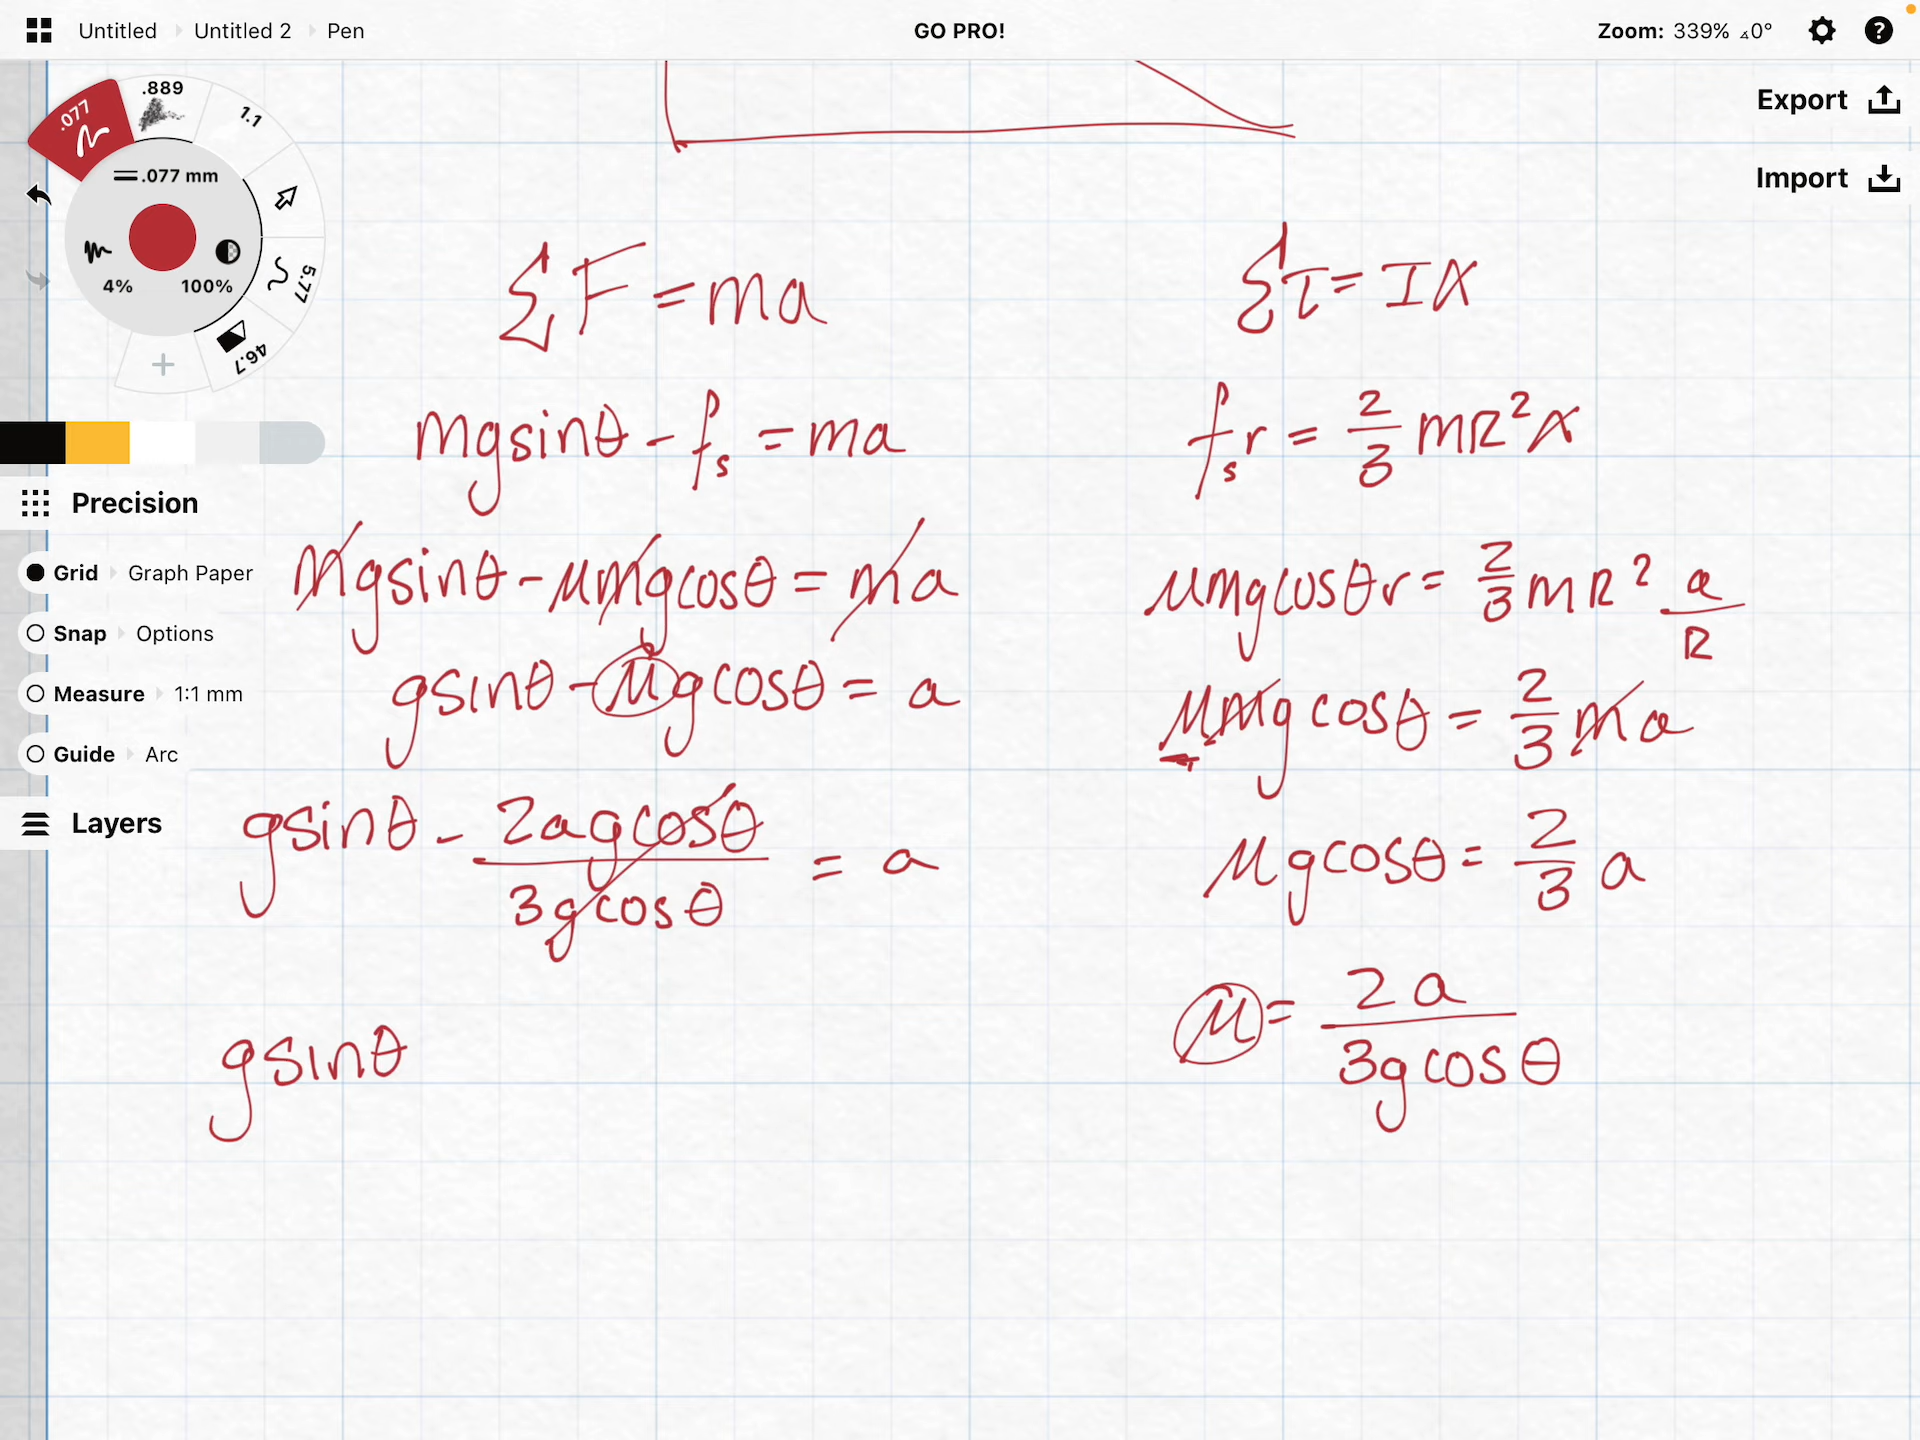 Untitled Untitled 2 Pen
GO PRO!
Zoom: 339% ∡0°
.077
.889
1.1
Export
Import
.077 mm
4% 100%
5.77
46.7
ΣF = ma
Στ = Iα
mgsinθ - fs = ma
fs r = 2/3 mR²α
Precision
Grid Graph Paper
mgsinθ - μmgcosθ = ma
μmgcosθr = 2/3 mR² a/R
Snap Options
Measure 1:1 mm
gsinθ - μgcosθ = a
μmgcosθ = 2/3 ma
Guide Arc
Layers
gsinθ - 2agcosθ/3gcosθ = a
μgcosθ = 2/3 a
gsinθ
μ = 2a/3gcosθ